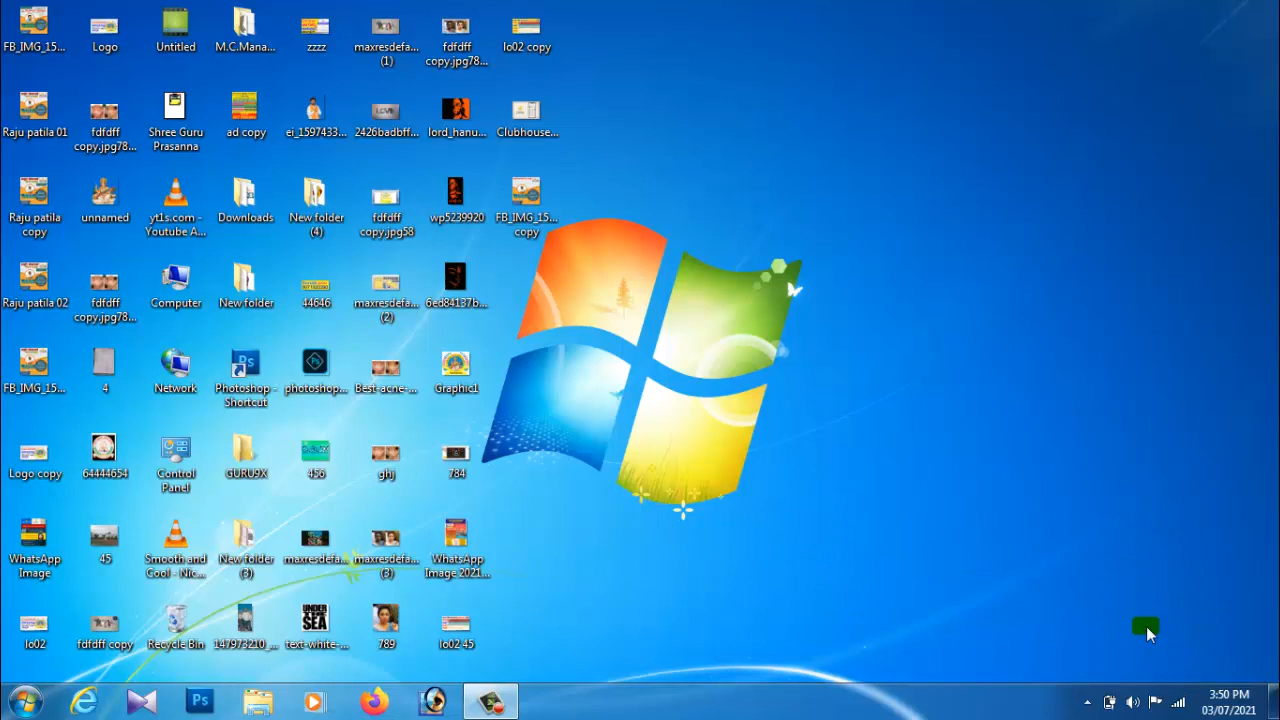 FB_IMG_15...
Logo
Untitled
M.C.Mana...
zzzz
maxresdefa...
(1)
fdfdff
copy.jpg78...
lo02 copy
Raju patila 01
fdfdff
copy.jpg78...
Shree Guru
Prasanna
ad copy
ei_1597433...
2426badbff...
lord_hanu...
Clubhouse...
Raju patila
copy
unnamed
yt1s.com -
Youtube A...
Downloads
New folder
(4)
fdfdff
copy.jpg58
wp5239920
FB_IMG_15...
copy
Raju patila 02
fdfdff
copy.jpg78...
Computer
New folder
44646
maxresdefa...
(2)
6ed84137b...
FB_IMG_15...
4
Network
Photoshop -
Shortcut
photoshop...
Best-acne-...
Graphic1
Logo copy
64444654
Control
Panel
GURU9X
456
ghj
784
WhatsApp
Image
45
Smooth and
Cool - Nic...
New folder
(3)
maxresdefa...
maxresdefa...
(3)
WhatsApp
Image 2021...
lo02
fdfdff copy
Recycle Bin
147973210_...
UNDER
THE
SEA
text-white-...
789
lo02 45
Ps
3:50 PM
03/07/2021